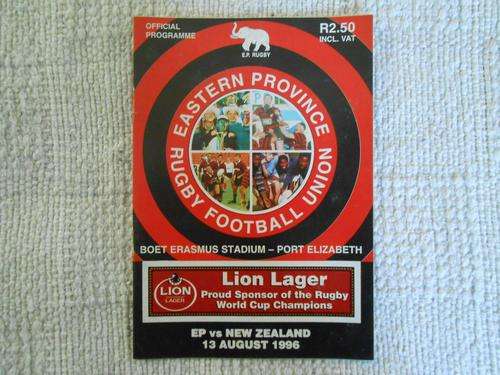 OFFICIAL
PROGRAMME
E.P. RUGBY
R2.50
INCL. VAT
EASTERN PROVINCE
RUGBY FOOTBALL UNION
BOET ERASMUS STADIUM – PORT ELIZABETH
LION
LAGER
Lion Lager
Proud Sponsor of the Rugby
World Cup Champions
EP vs NEW ZEALAND
13 AUGUST 1996